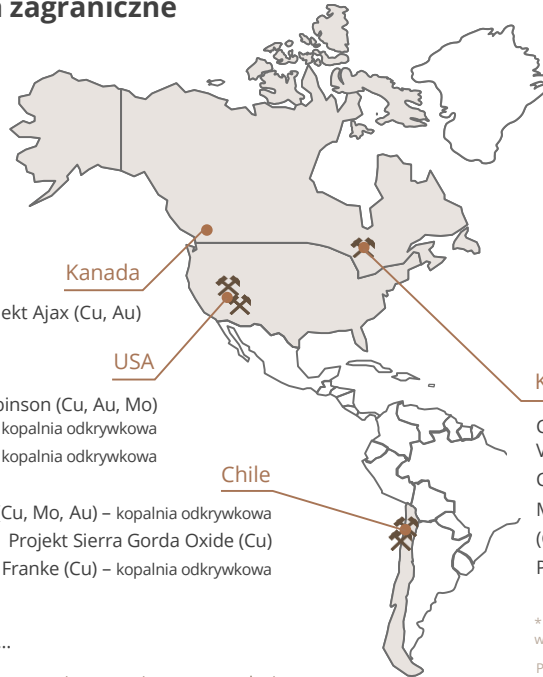 zagraniczne
Kanada
ekt Ajax (Cu, Au)
USA
binson (Cu, Au, Mo)
kopalnia odkrywkowa
kopalnia odkrywkowa
Chile
Cu, Mo, Au) – kopalnia odkrywkowa
Projekt Sierra Gorda Oxide (Cu)
Franke (Cu) – kopalnia odkrywkowa
...
K
V
M
(
P
*
w
P